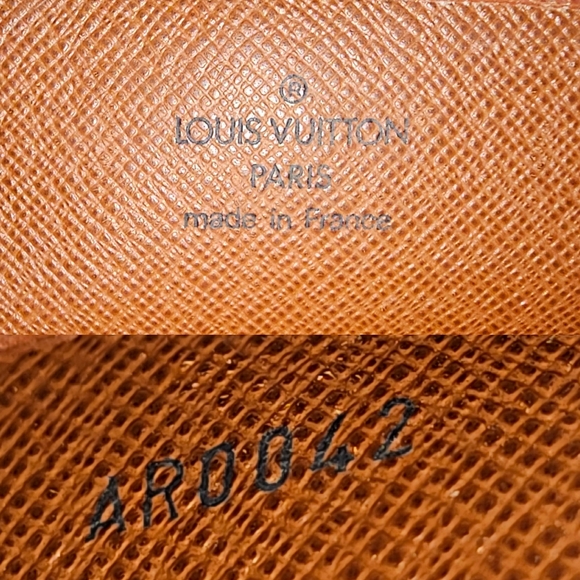 ®
LOUIS VUITTON
PARIS
made in France
AR0042